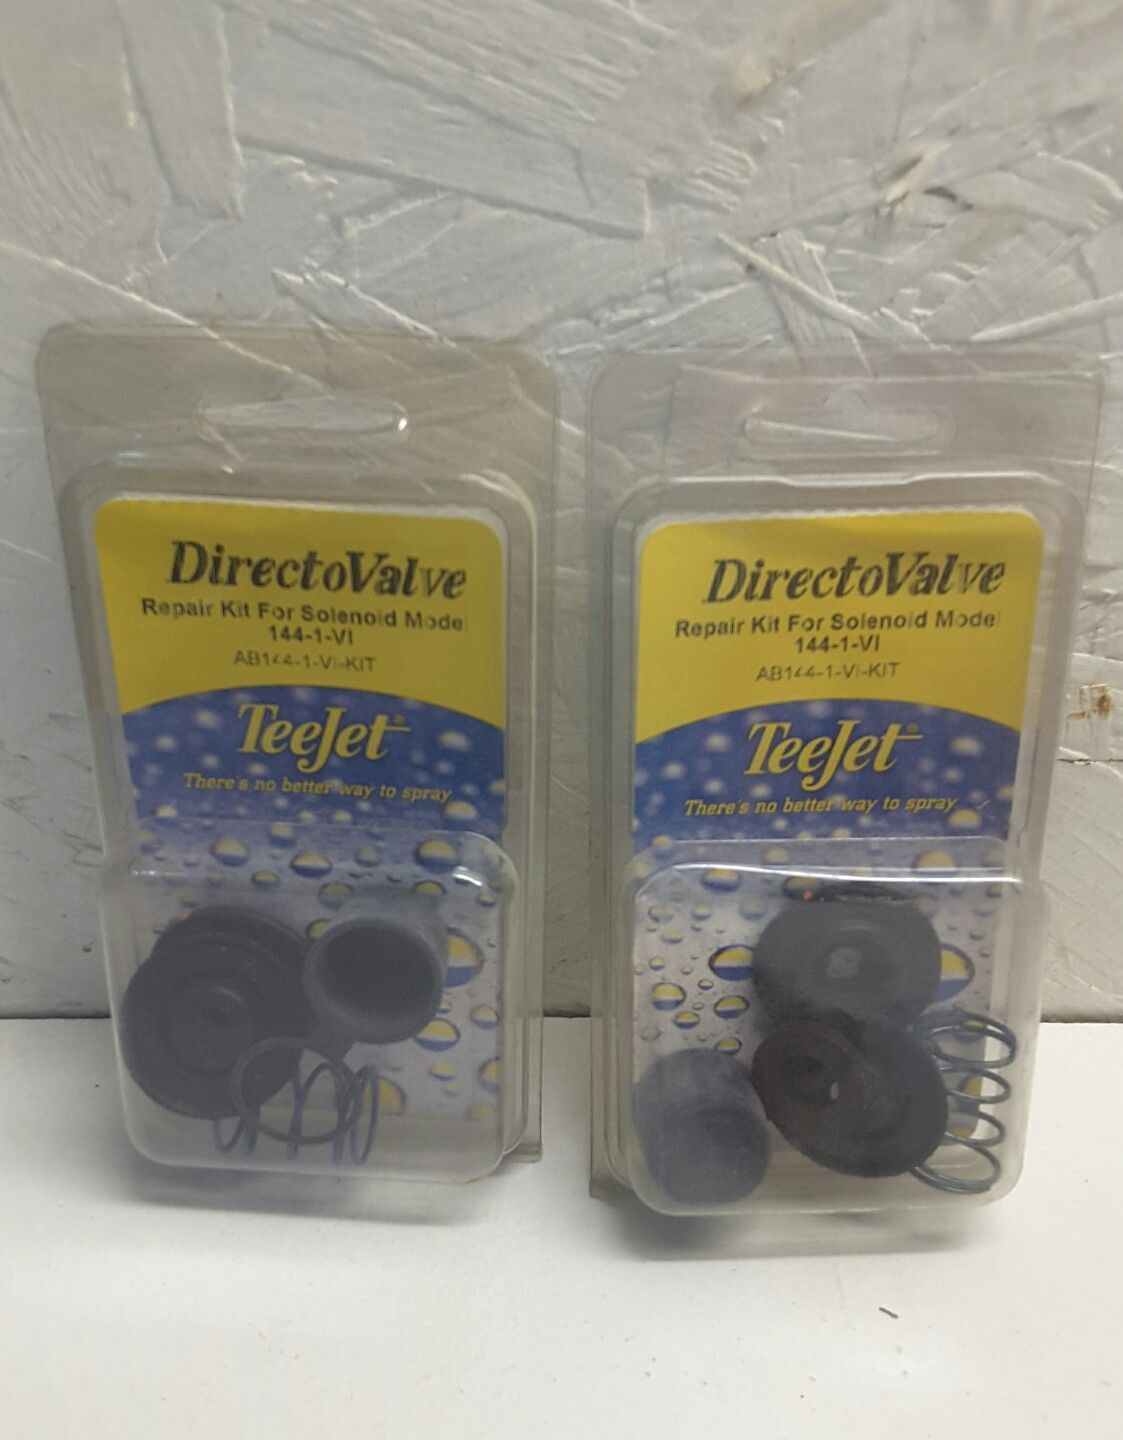 DirectoValve
Repair Kit For Solenoid Model
144-1-VI
AB144-1-VI-KIT
TeeJet®
There's no better way to spray
DirectoValve
Repair Kit For Solenoid Model
144-1-VI
AB144-1-VI-KIT
TeeJet®
There's no better way to spray